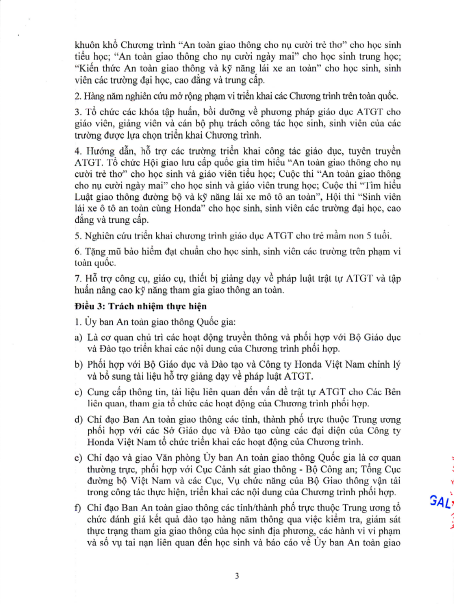 khuôn khổ Chương trình “An toàn giao thông cho nụ cười trẻ thơ” cho học sinh
tiểu học; “An toàn giao thông cho nụ cười ngày mai” cho học sinh trung học;
“Kiến thức An toàn giao thông và kỹ năng lái xe an toàn” cho học sinh, sinh
viên các trường đại học, cao đẳng và trung cấp.
2. Hàng năm nghiên cứu mở rộng phạm vi triển khai các Chương trình trên toàn quốc.
3. Tổ chức các khóa tập huấn, bồi dưỡng về phương pháp giáo dục ATGT cho
giáo viên, giảng viên và cán bộ phụ trách công tác học sinh, sinh viên của các
trường được lựa chọn triển khai Chương trình.
4. Hướng dẫn, hỗ trợ các trường triển khai công tác giáo dục, tuyên truyền
ATGT. Tổ chức Hội giao lưu cấp quốc gia tìm hiểu “An toàn giao thông cho nụ
cười trẻ thơ” cho học sinh và giáo viên tiểu học; Cuộc thi “An toàn giao thông
cho nụ cười ngày mai” cho học sinh và giáo viên trung học; Cuộc thi “Tìm hiểu
Luật giao thông đường bộ và kỹ năng lái xe mô tô an toàn”, Hội thi “Sinh viên
lái xe ô tô an toàn cùng Honda” cho học sinh, sinh viên các trường đại học, cao
đẳng và trung cấp.
5. Nghiên cứu triển khai chương trình giáo dục ATGT cho trẻ mầm non 5 tuổi.
6. Tặng mũ bảo hiểm đạt chuẩn cho học sinh, sinh viên các trường trên phạm vi
toàn quốc.
7. Hỗ trợ công cụ, giáo cụ, thiết bị giảng dạy về pháp luật trật tự ATGT và tập
huấn nâng cao kỹ năng tham gia giao thông an toàn.
Điều 3: Trách nhiệm thực hiện
1. Ủy ban An toàn giao thông Quốc gia:
a) Là cơ quan chủ trì các hoạt động truyền thông và phối hợp với Bộ Giáo dục
và Đào tạo triển khai các nội dung của Chương trình phối hợp.
b) Phối hợp với Bộ Giáo dục và Đào tạo và Công ty Honda Việt Nam chỉnh lý
và bổ sung tài liệu hỗ trợ giảng dạy về pháp luật ATGT.
c) Cung cấp thông tin, tài liệu liên quan đến vấn đề trật tự ATGT cho Các Bên
liên quan, tham gia tổ chức các hoạt động của Chương trình phối hợp.
d) Chỉ đạo Ban An toàn giao thông các tỉnh, thành phố trực thuộc Trung ương
phối hợp với các Sở Giáo dục và Đào tạo cùng các đại diện của Công ty
Honda Việt Nam tổ chức triển khai các hoạt động của Chương trình.
e) Chỉ đạo và giao Văn phòng Ủy ban An toàn giao thông Quốc gia là cơ quan
thường trực, phối hợp với Cục Cảnh sát giao thông - Bộ Công an; Tổng Cục
đường bộ Việt Nam và các Cục, Vụ chức năng của Bộ Giao thông vận tải
trong công tác thực hiện, triển khai các nội dung của Chương trình phối hợp.
f) Chỉ đạo Ban An toàn giao thông các tỉnh/thành phố trực thuộc Trung ương tổ
chức đánh giá kết quả đào tạo hàng năm thông qua việc kiểm tra, giám sát
thực trạng tham gia giao thông của học sinh địa phương, các hành vi vi phạm
và số vụ tai nạn liên quan đến học sinh và báo cáo về Ủy ban An toàn giao
GAL
3